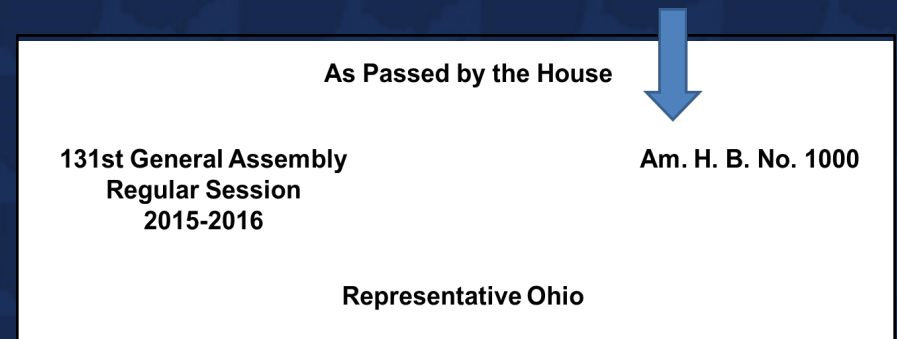 As Passed by the House
131st General Assembly
Regular Session
2015-2016
Am. H. B. No. 1000
Representative Ohio